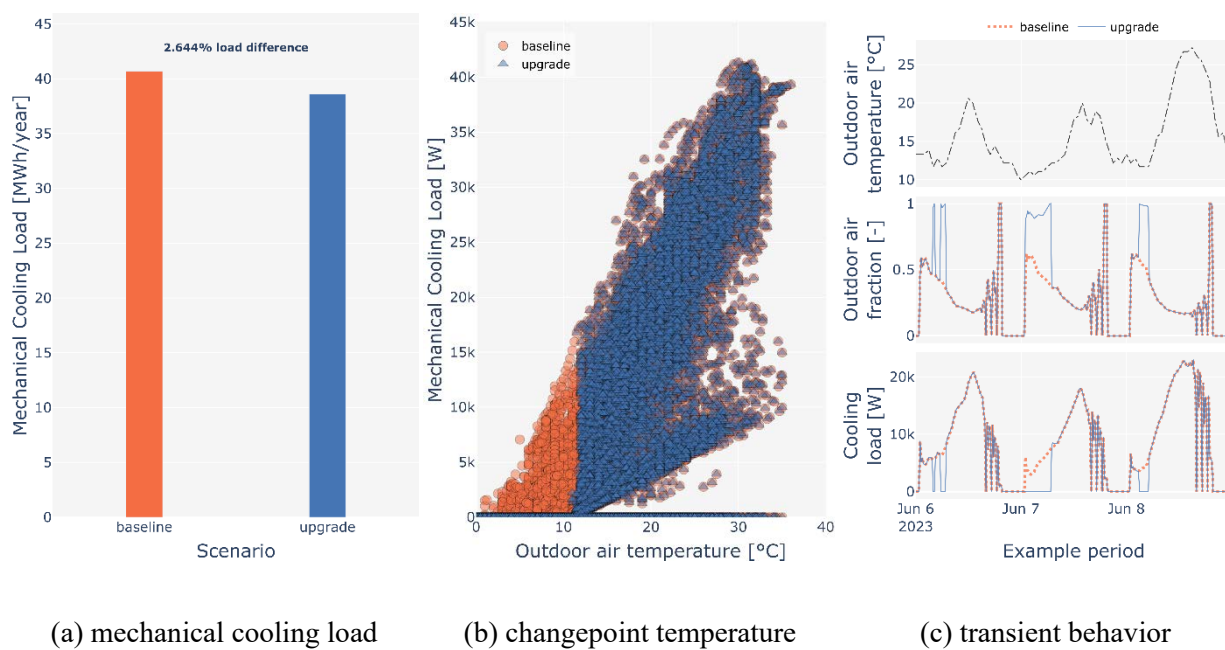 2.644% load difference
Mechanical Cooling Load [MWh/year]
45
40
35
30
25
20
15
10
5
0
baseline
upgrade
Scenario
baseline
upgrade
Mechanical Cooling Load [W]
45k
40k
35k
30k
25k
20k
15k
10k
5k
0
0
10
20
30
40
Outdoor air temperature [°C]
baseline
upgrade
Outdoor air
temperature [°C]
25
20
15
10
Outdoor air
fraction [-]
1
0.5
0
Cooling
load [W]
20k
10k
0
Jun 6
2023
Jun 7
Jun 8
Example period
(a) mechanical cooling load
(b) changepoint temperature
(c) transient behavior